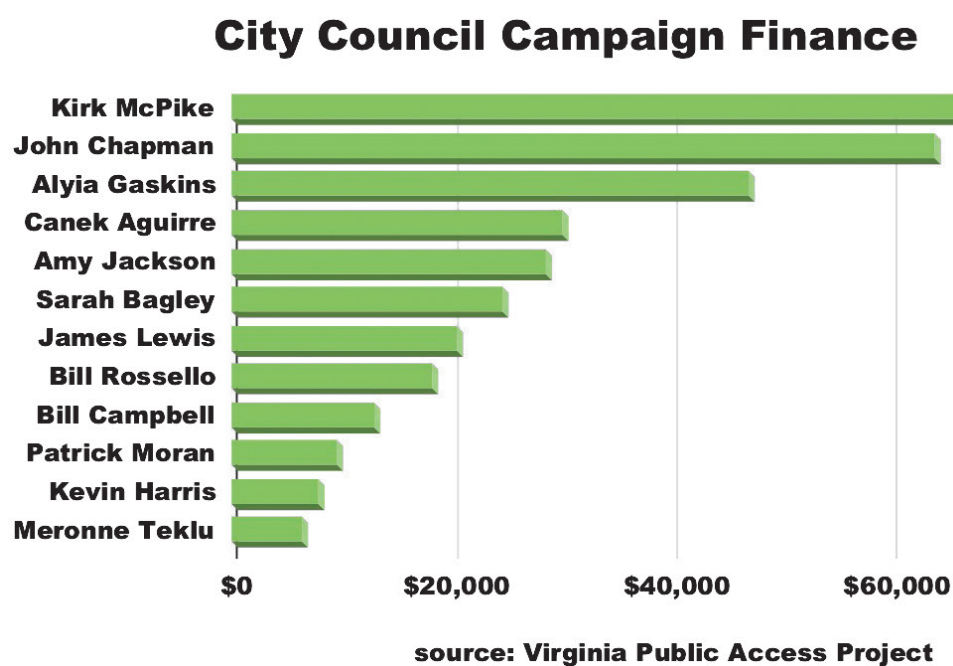 City Council Campaign Finance
Kirk McPike
John Chapman
Alyia Gaskins
Canek Aguirre
Amy Jackson
Sarah Bagley
James Lewis
Bill Rossello
Bill Campbell
Patrick Moran
Kevin Harris
Meronne Teklu
$0 $20,000 $40,000 $60,000
source: Virginia Public Access Project